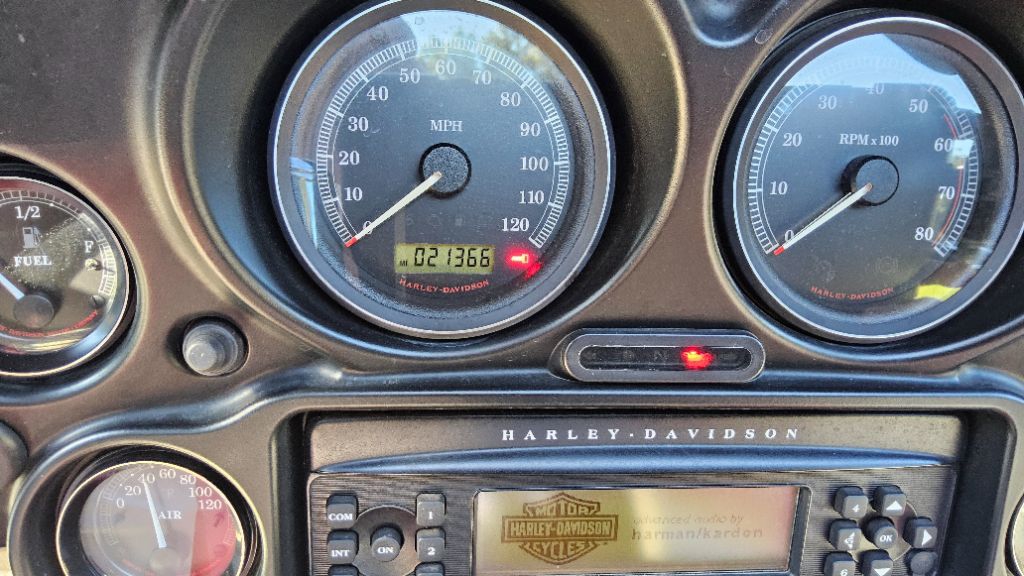 50 60 70
40 80
30 90
MPH
20 100
10 110
0 120
MI 021366
HARLEY-DAVIDSON
40
30 50
20 60
RPM x 100
10 70
0 80
HARLEY-DAVIDSON
1/2
F
FUEL
N
HARLEY-DAVIDSON
0 20 40 60 80 100 120
°F
AIR
COM
INT
ON
1
2
MOTOR
HARLEY-DAVIDSON
CYCLES
advanced audio by
harman/kardon
4
OK
6